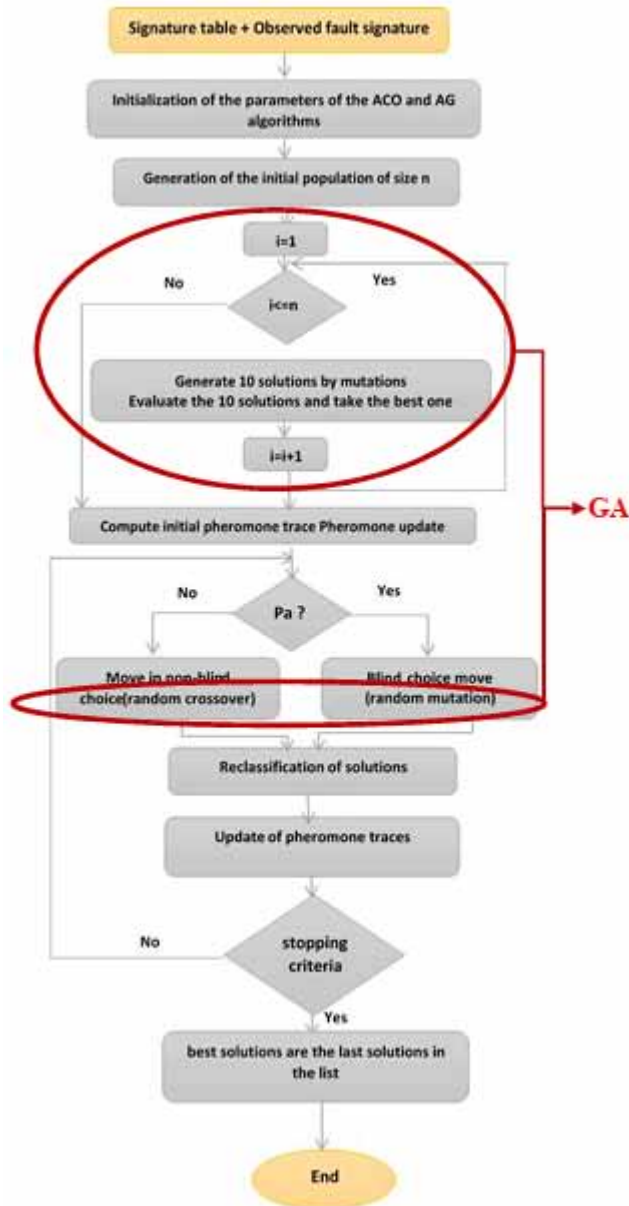 Signature table + Observed fault signature
Initialization of the parameters of the ACO and AG
algorithms
Generation of the initial population of size n
i=1
No
Yes
i<=n
Generate 10 solutions by mutations
Evaluate the 10 solutions and take the best one
i=i+1
GA
Compute initial pheromone trace Pheromone update
No
Yes
Pa ?
Move in non-blind
choice(random crossover)
Blind choice move
(random mutation)
Reclassification of solutions
Update of pheromone traces
No
stopping
criteria
Yes
best solutions are the last solutions in
the list
End